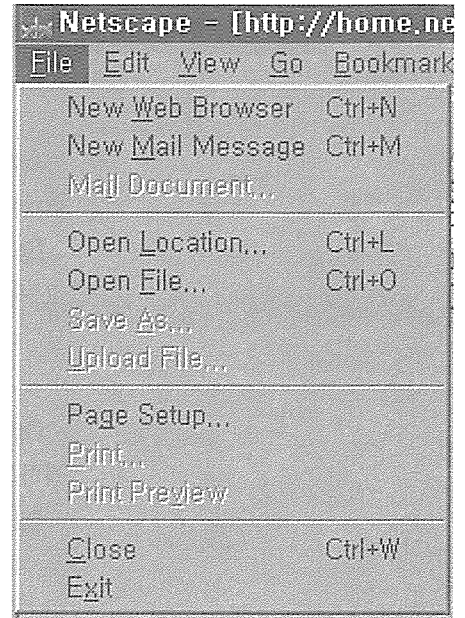 Netscape - [http://home.ne
File Edit View Go Bookmark
New Web Browser Ctrl+N
New Mail Message Ctrl+M
Mail Document...
Open Location... Ctrl+L
Open File... Ctrl+O
Save As...
Upload File...
Page Setup...
Print...
Print Preview
Close Ctrl+W
Exit